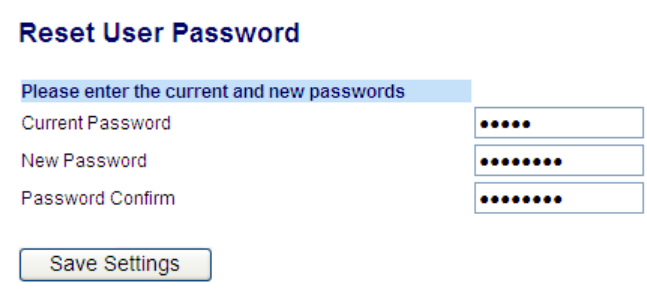 Reset User Password
Please enter the current and new passwords
Current Password •••••
New Password ••••••••
Password Confirm ••••••••
Save Settings